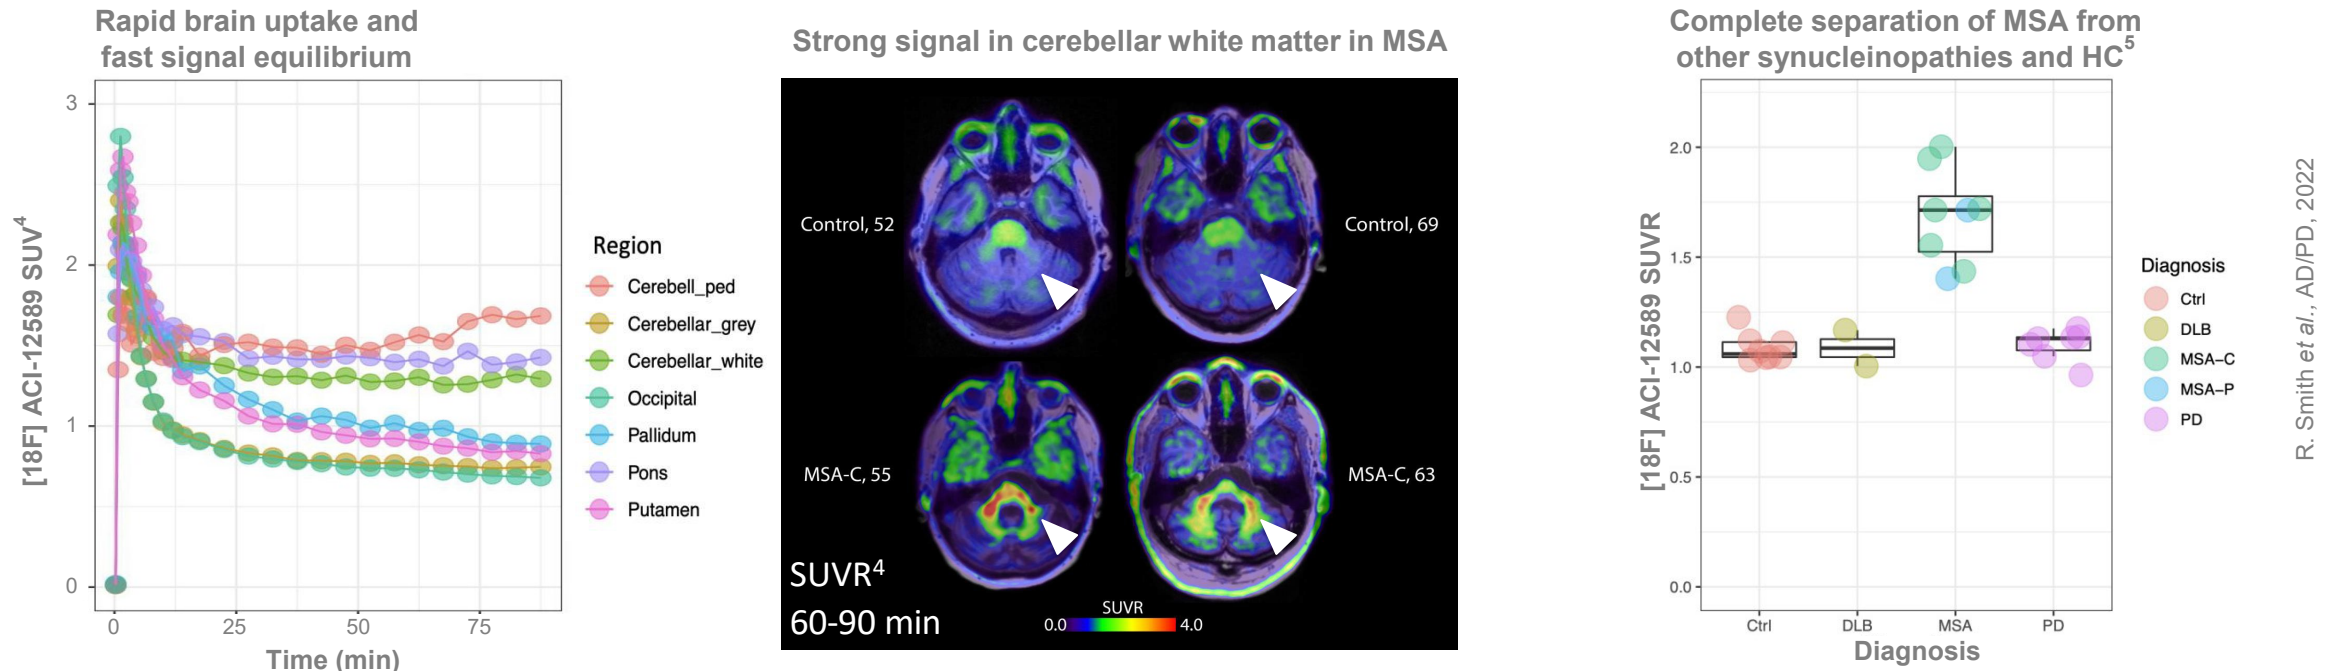 Rapid brain uptake and
fast signal equilibrium
[18F] ACI-12589 SUV4
3
2
1
0
0 25 50 75
Time (min)
Region
Cerebell_ped
Cerebellar_grey
Cerebellar_white
Occipital
Pallidum
Pons
Putamen
Strong signal in cerebellar white matter in MSA
Control, 52
Control, 69
MSA-C, 55
MSA-C, 63
SUVR4
60-90 min
SUVR
0.0 4.0
Complete separation of MSA from
other synucleinopathies and HC5
[18F] ACI-12589 SUVR
2.0
1.5
1.0
0.5
0.0
Ctrl DLB MSA PD
Diagnosis
Diagnosis
Ctrl
DLB
MSA-C
MSA-P
PD
R. Smith et al., AD/PD, 2022